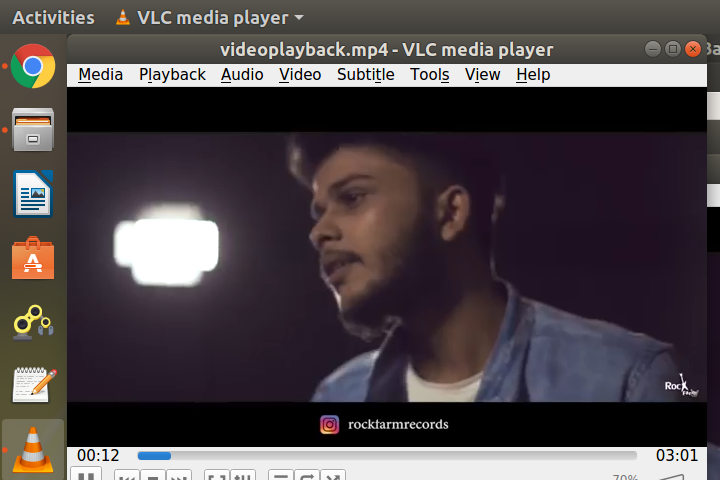 Activities VLC media player
videoplayback.mp4 - VLC media player
Media Playback Audio Video Subtitle Tools View Help
Rock
rockfarmrecords
00:12 03:01
70%